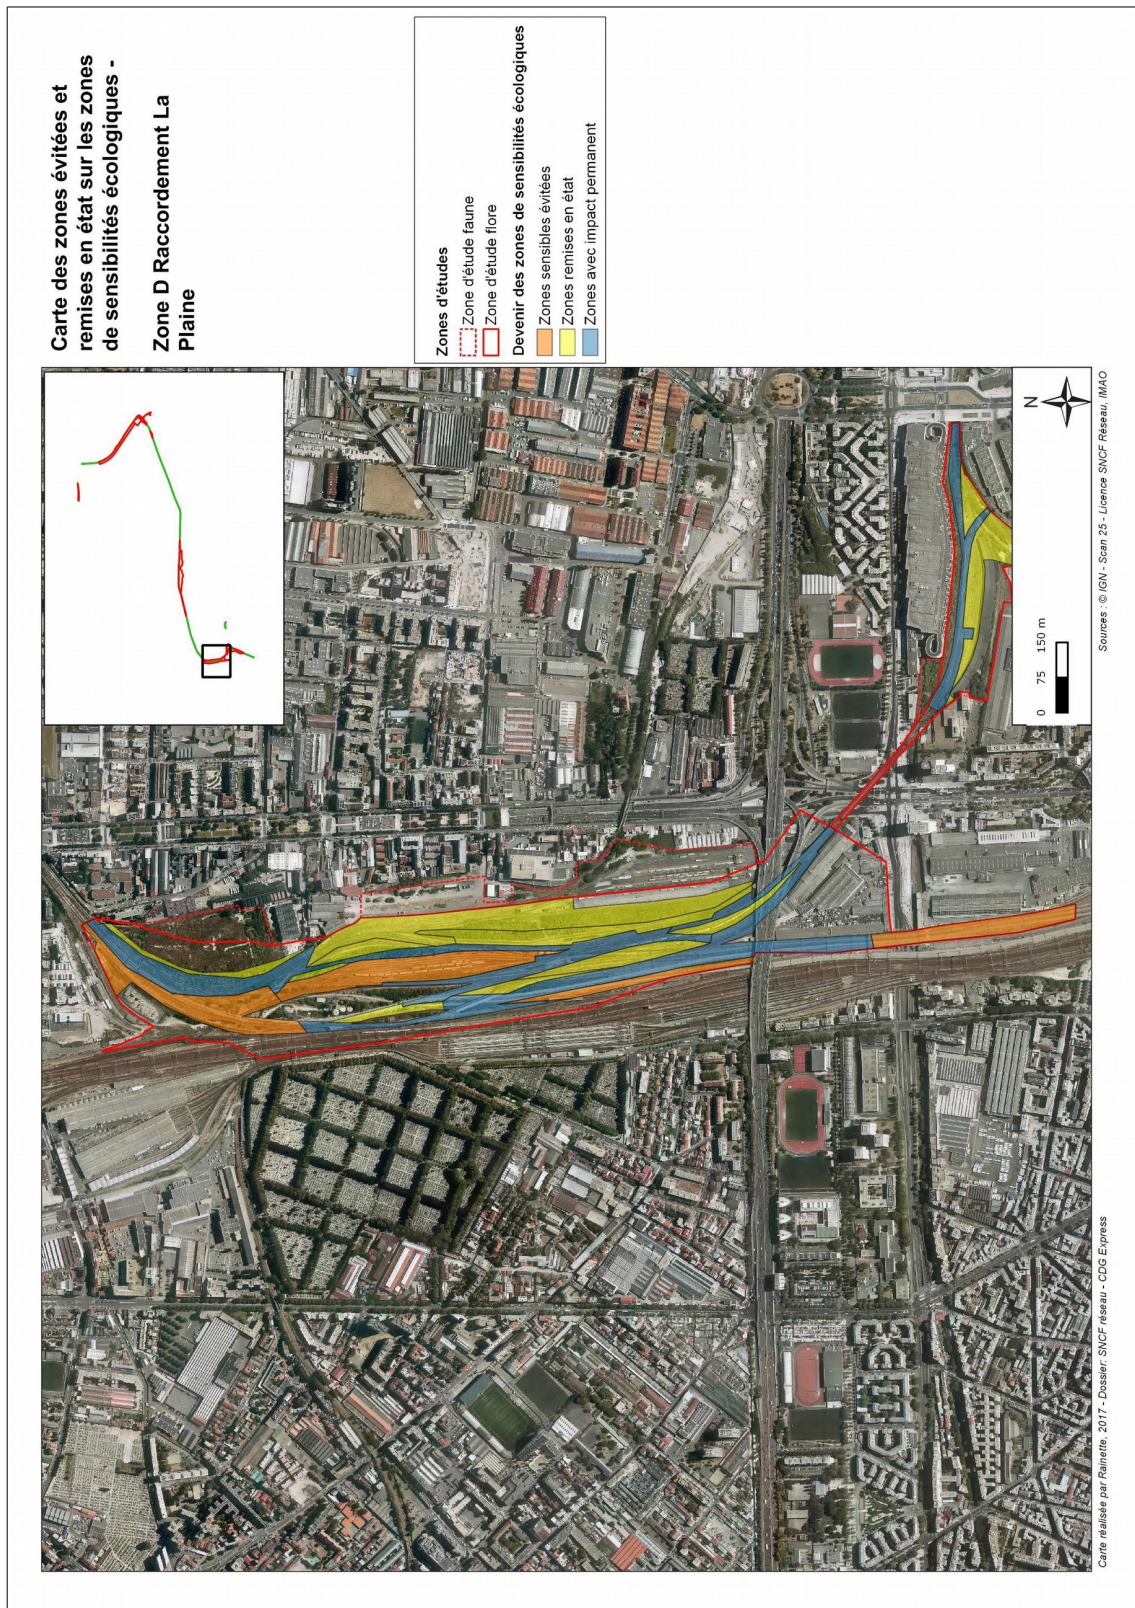 Carte des zones évitées et
remises en état sur les zones
de sensibilités écologiques -
Zone D Raccordement La
Plaine
Zones d'études
Zone d'étude faune
Zone d'étude flore
Devenir des zones de sensibilités écologiques
Zones sensibles évitées
Zones remises en état
Zones avec impact permanent
N
0 75 150 m
Carte réalisée par Rainette, 2017 - Dossier: SNCF réseau - CDG Express
Sources : © IGN - Scan 25 - Licence SNCF Réseau, IMAO